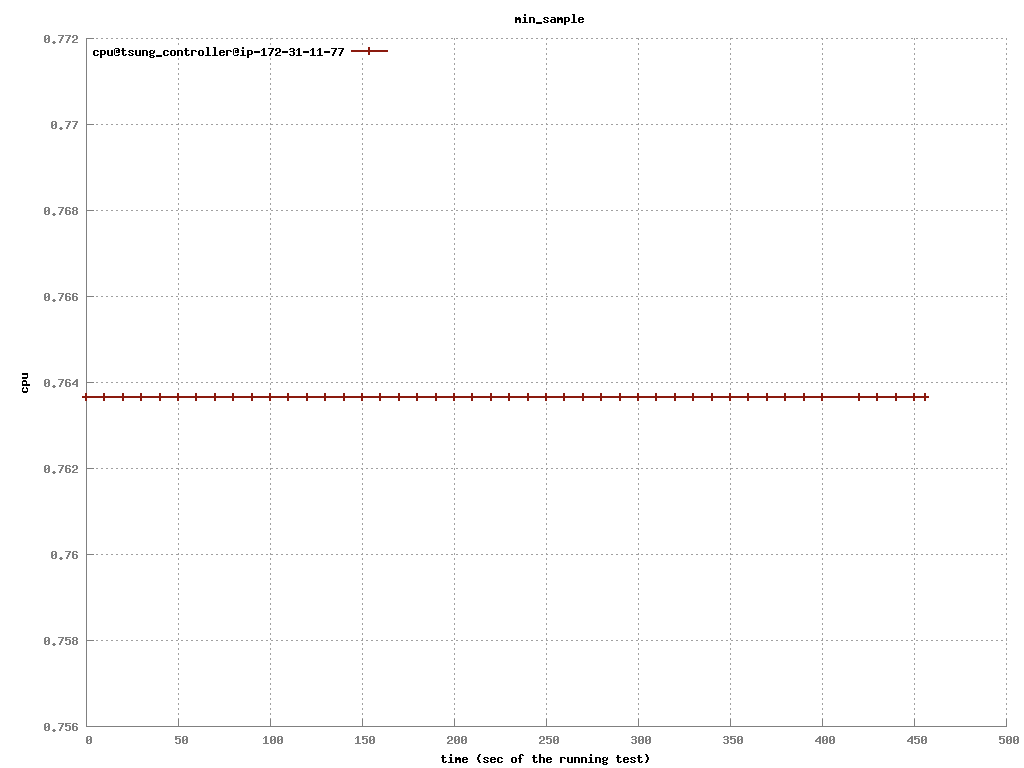 min_sample
cpu@tsung_controller@ip-172-31-11-77
0.772
0.77
0.768
0.766
0.764
0.762
0.76
0.758
0.756
cpu
0 50 100 150 200 250 300 350 400 450 500
time (sec of the running test)